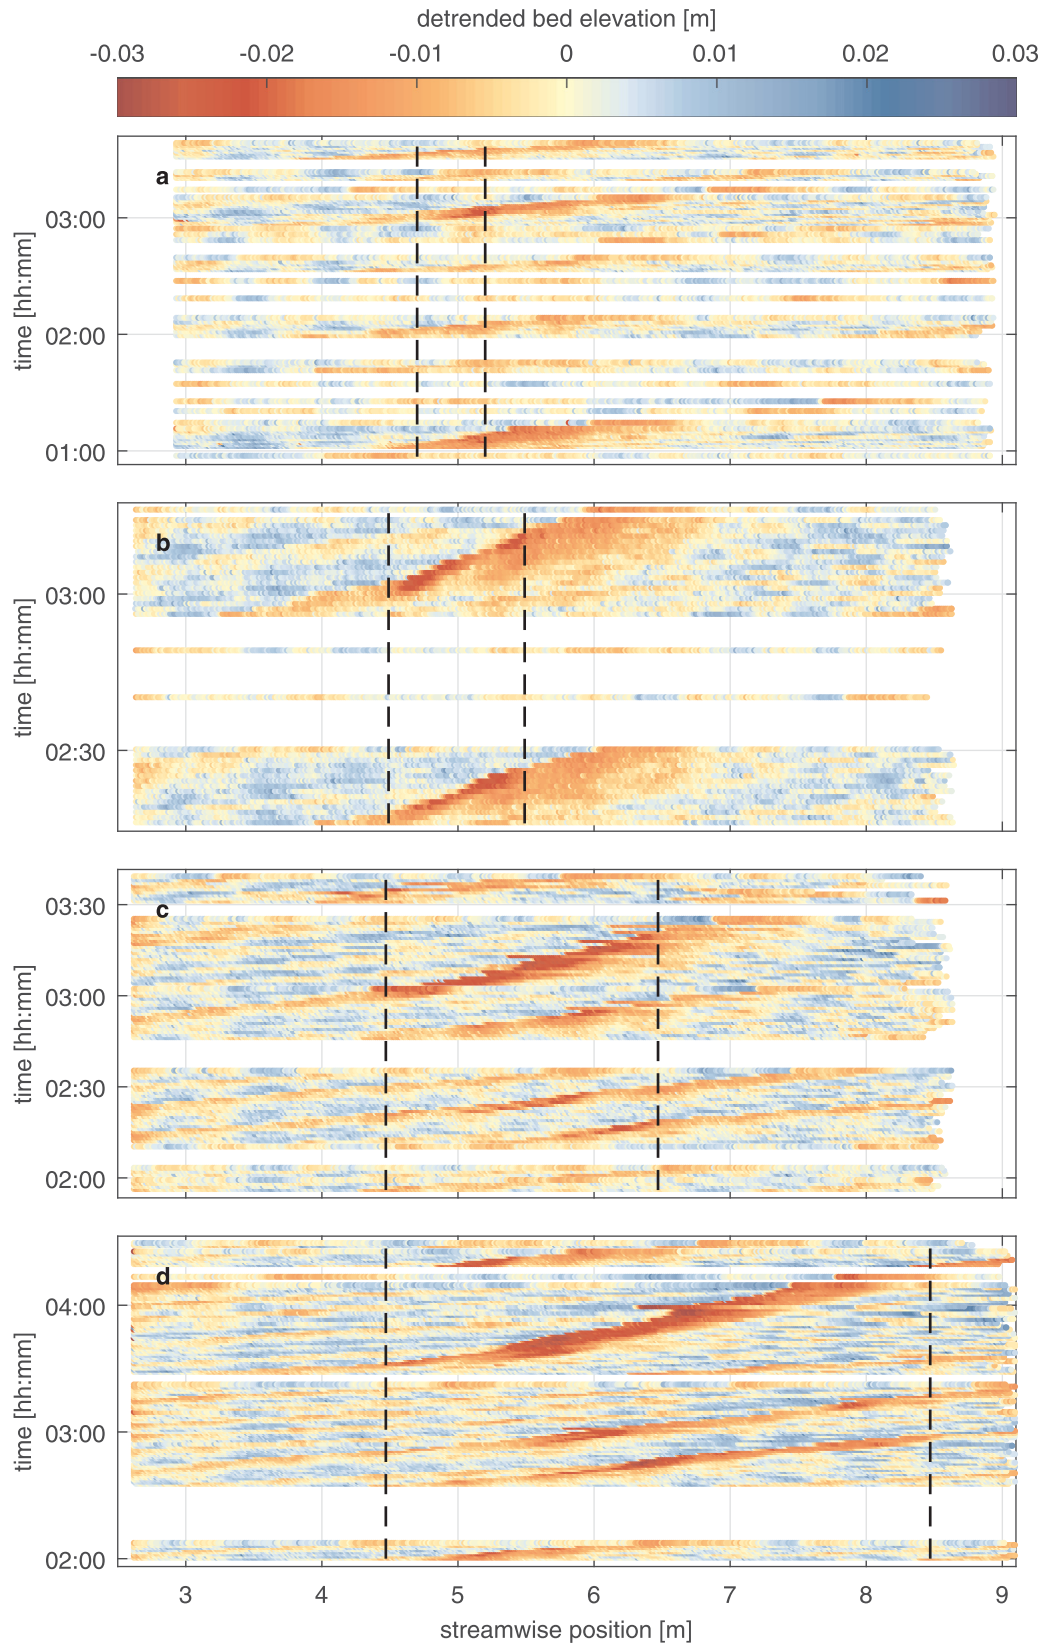 detrended bed elevation [m]
-0.03 -0.02 -0.01 0 0.01 0.02 0.03
a
03:00
02:00
01:00
time [hh:mm]
b
03:00
02:30
time [hh:mm]
c
03:30
03:00
02:30
02:00
time [hh:mm]
d
04:00
03:00
02:00
time [hh:mm]
3 4 5 6 7 8 9
streamwise position [m]